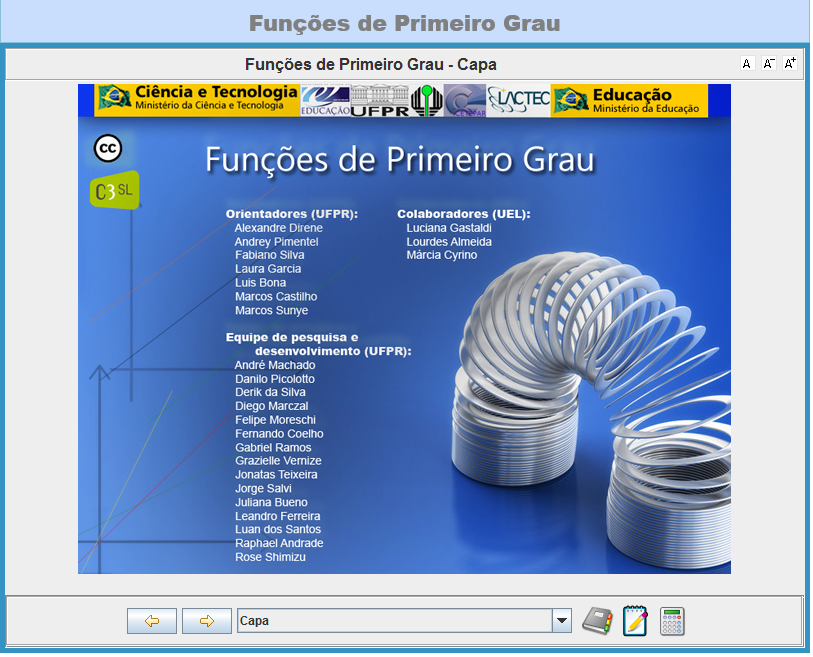 Funções de Primeiro Grau
Funções de Primeiro Grau - Capa
A A- A+
Ciência e Tecnologia
Ministério da Ciência e Tecnologia
EDUCAÇÃO
UFPR
LACTEC
Educação
Ministério da Educação
cc
C3SL
Funções de Primeiro Grau
Orientadores (UFPR):
Alexandre Direne
Andrey Pimentel
Fabiano Silva
Laura Garcia
Luis Bona
Marcos Castilho
Marcos Sunye
Colaboradores (UEL):
Luciana Gastaldi
Lourdes Almeida
Márcia Cyrino
Equipe de pesquisa e
desenvolvimento (UFPR):
André Machado
Danilo Picolotto
Derik da Silva
Diego Marczal
Felipe Moreschi
Fernando Coelho
Gabriel Ramos
Grazielle Vernize
Jonatas Teixeira
Jorge Salvi
Juliana Bueno
Leandro Ferreira
Luan dos Santos
Raphael Andrade
Rose Shimizu
Capa